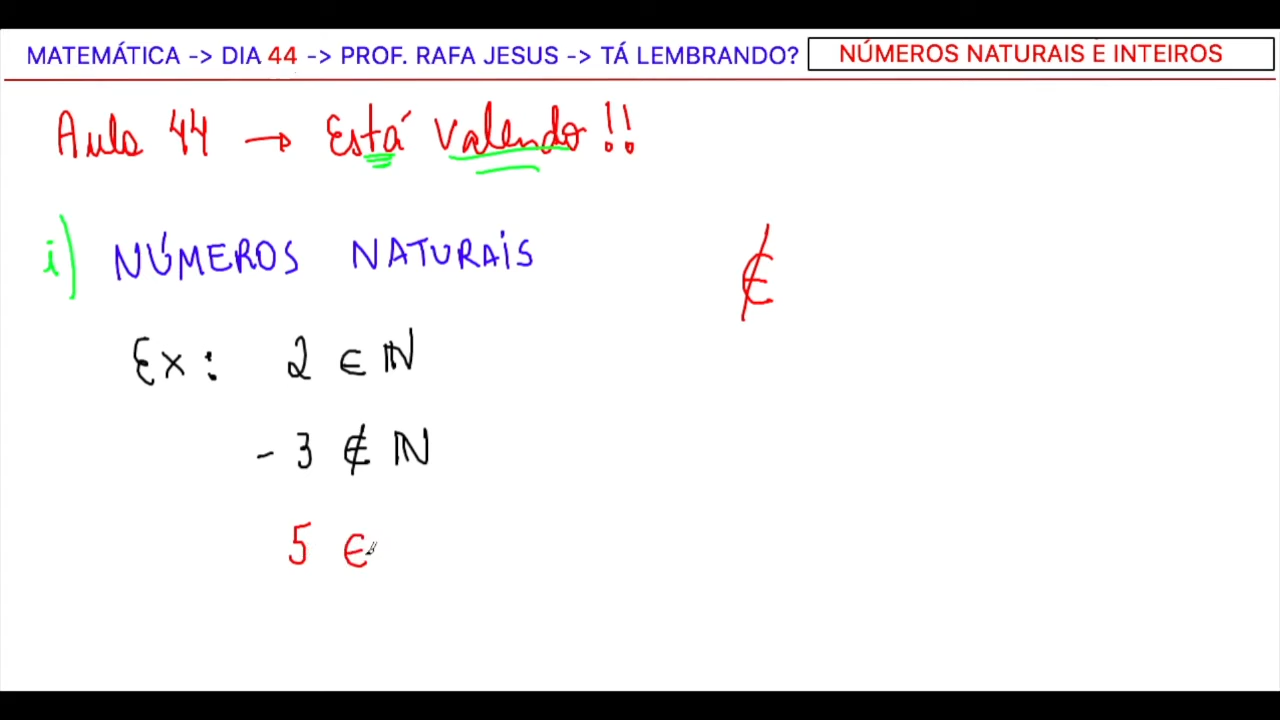 MATEMÁTICA -> DIA 44 -> PROF. RAFA JESUS -> TÁ LEMBRANDO? NÚMEROS NATURAIS E INTEIROS
Aula 44 → Está valendo!!
i) NÚMEROS NATURAIS
∉
Ex: 2 ∈ ℕ
-3 ∉ ℕ
5 ∈